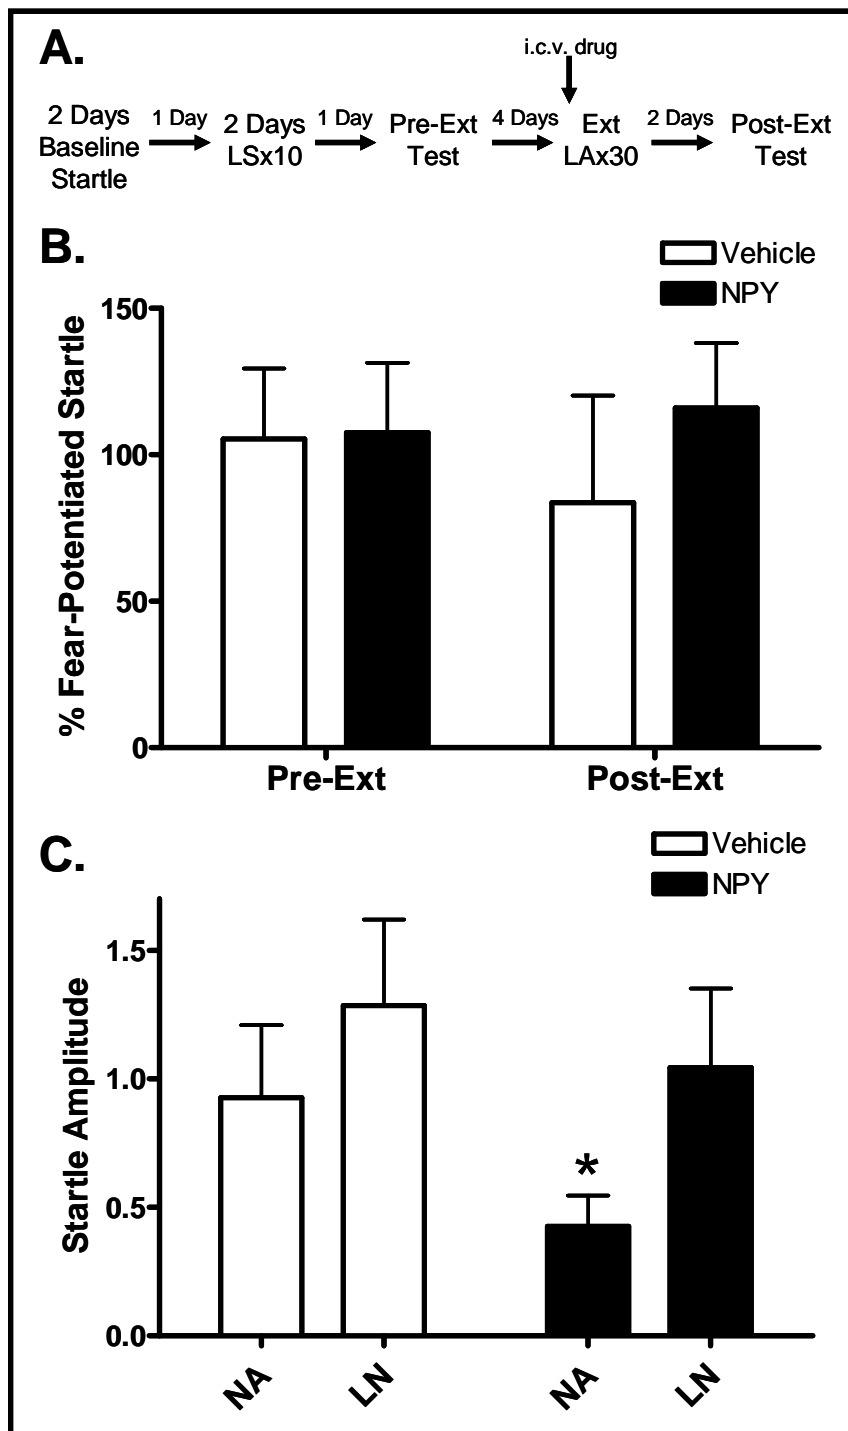 A.
i.c.v. drug
2 Days
Baseline
Startle
1 Day
2 Days
LSx10
1 Day
Pre-Ext
Test
4 Days
Ext
LAx30
2 Days
Post-Ext
Test
B.
Vehicle
NPY
% Fear-Potentiated Startle
150
100
50
0
Pre-Ext
Post-Ext
C.
Vehicle
NPY
Startle Amplitude
1.5
1.0
0.5
0.0
*
NA
LN
NA
LN